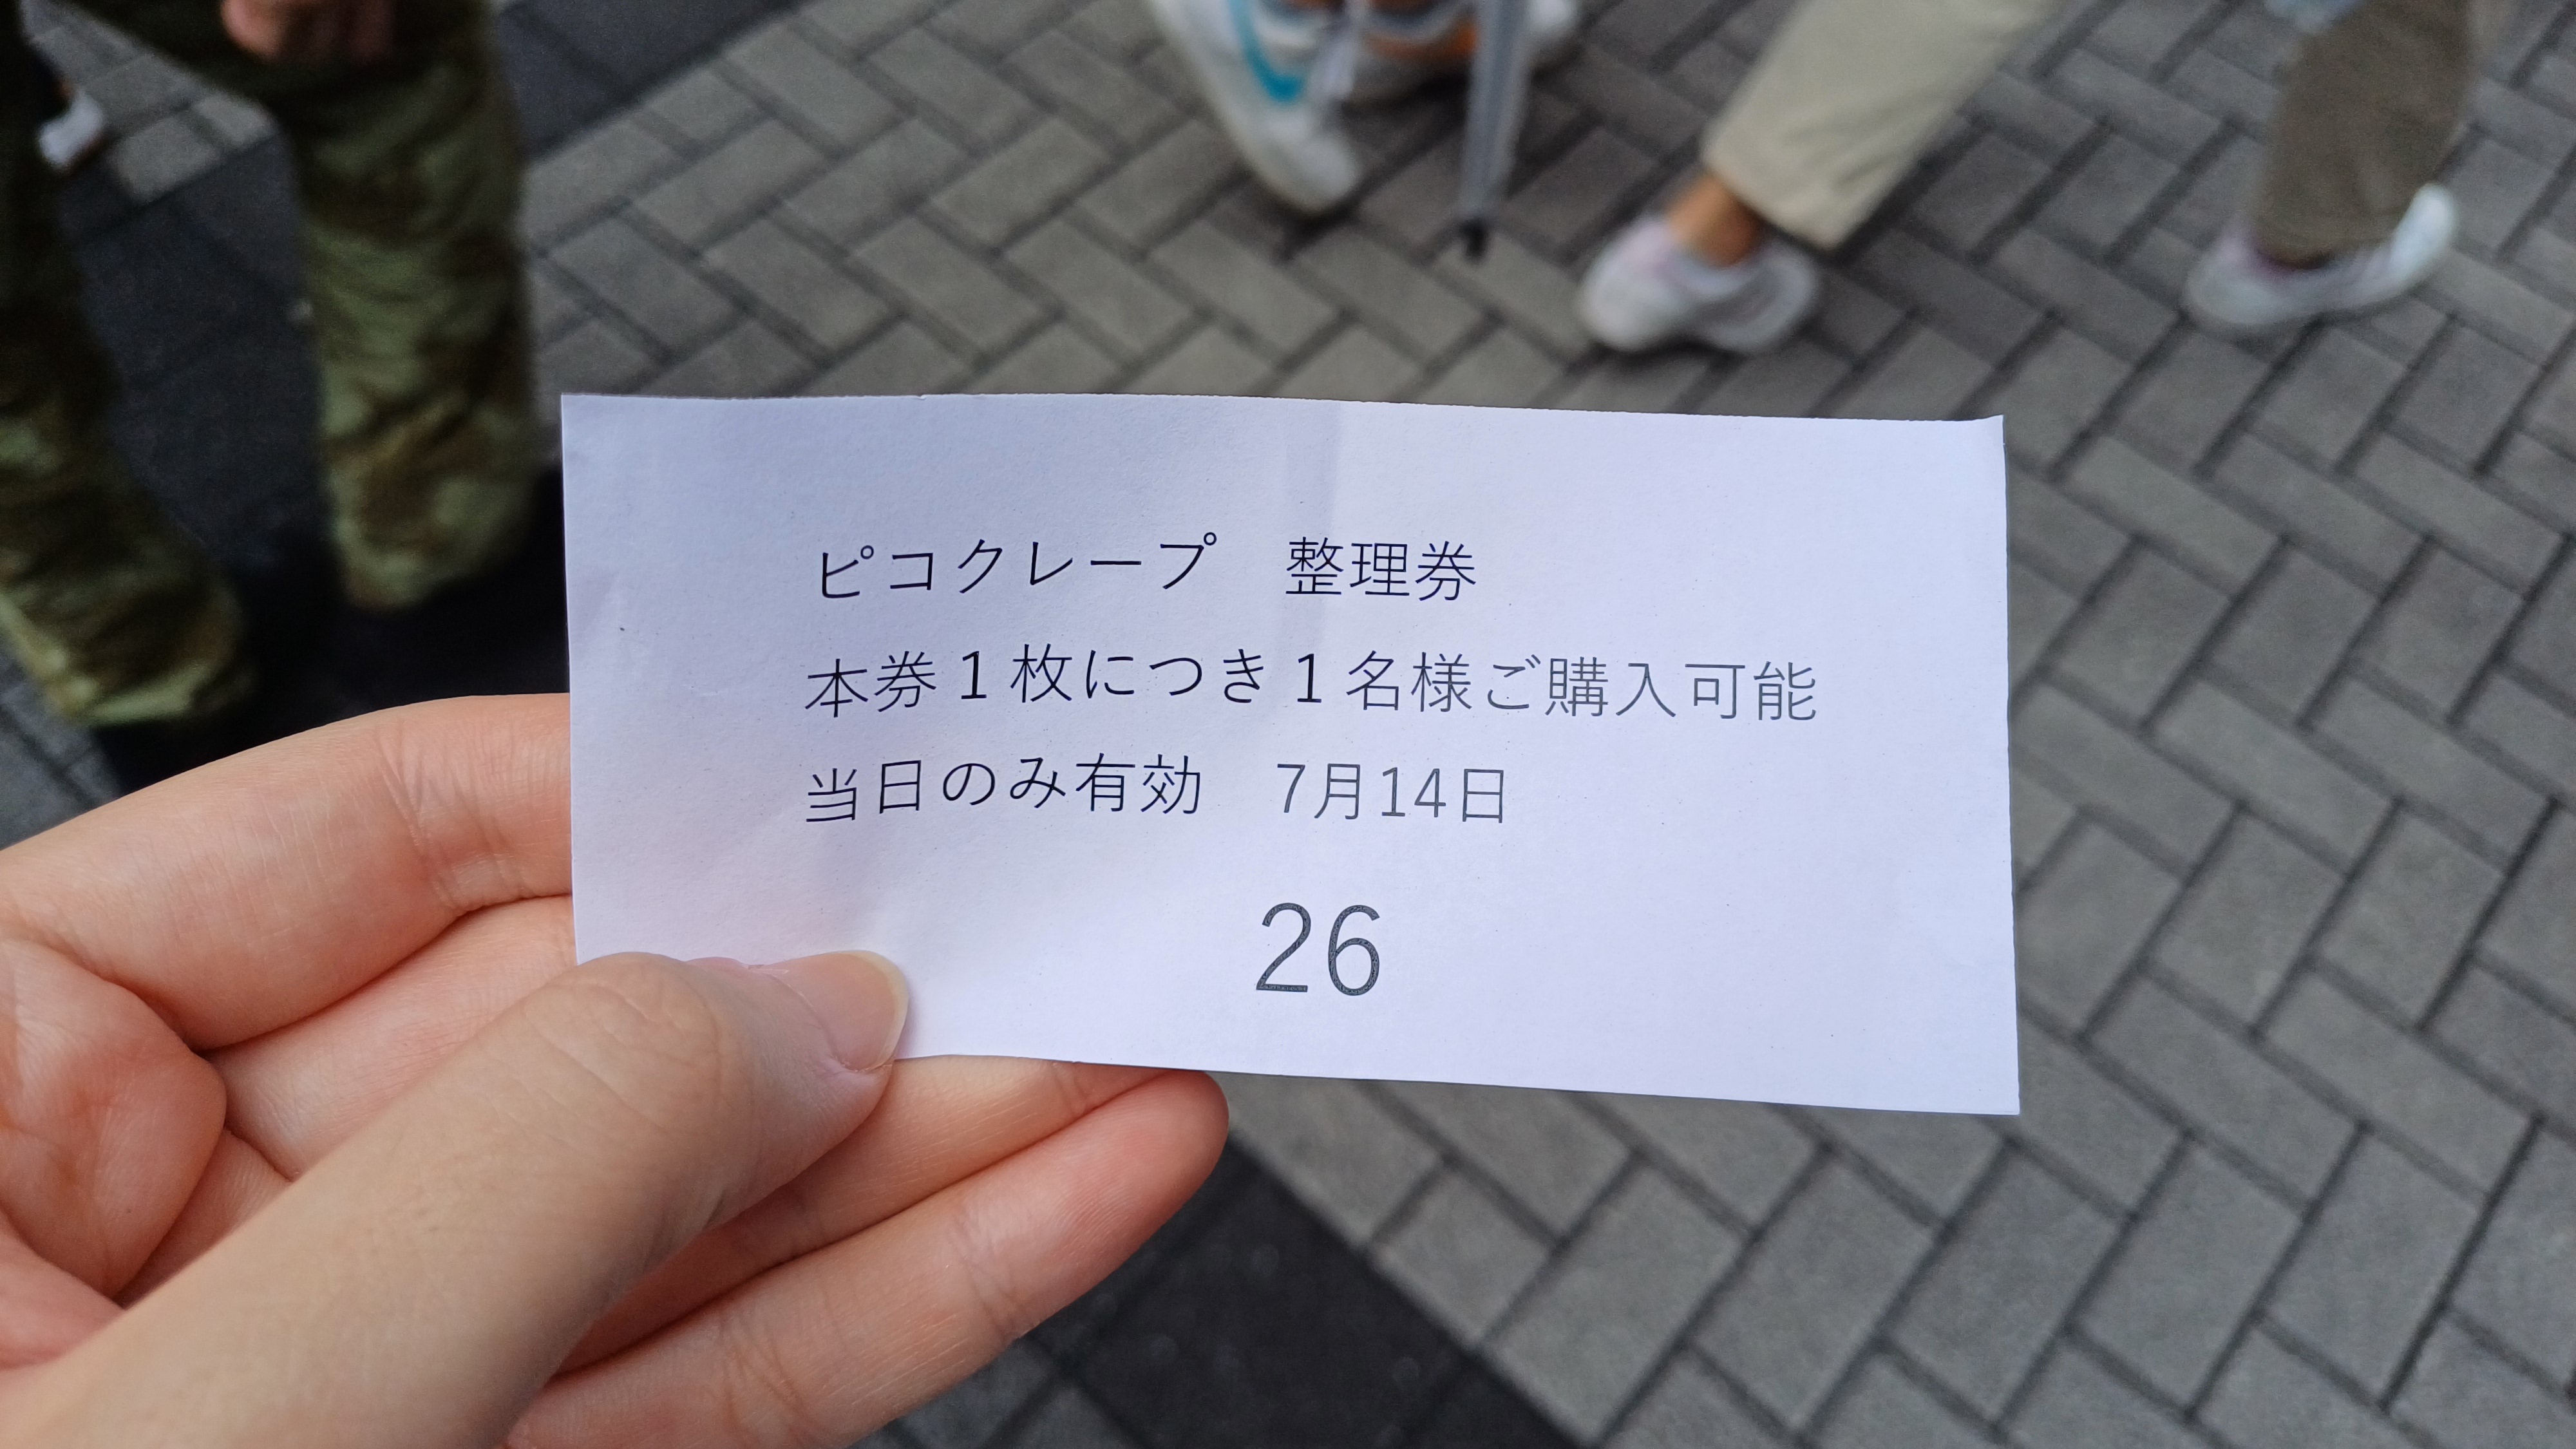 ピコクレープ　整理券
本券１枚につき１名様ご購入可能
当日のみ有効　7月14日
26